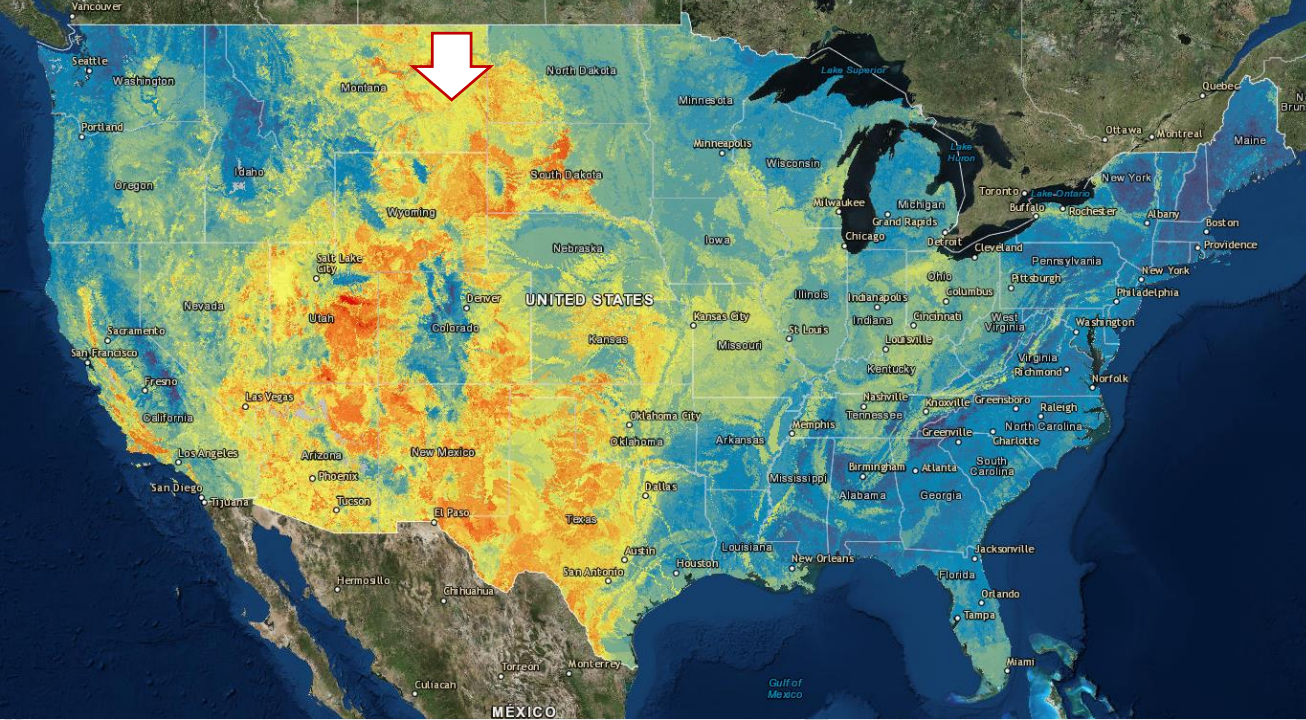 Vancouver
Seattle
Washington
Montana
North Dakota
Minnesota
Lake Superior
Quebec
Portland
Ottawa
Montreal
Maine
Minneapolis
Lake
Huron
Oregon
Idaho
South Dakota
Wisconsin
Toronto
Lake Ontario
New York
Wyoming
Milwaukee
Michigan
Grand Rapids
Buffalo
Rochester
Albany
Boston
Chicago
Detroit
Iowa
Nebraska
Cleveland
Providence
Salt Lake
City
Pennsylvania
New York
Ohio
Pittsburgh
Philadelphia
Nevada
Denver
UNITED STATES
Illinois
Indianapolis
Columbus
Utah
Colorado
Kansas City
Indiana
Cincinnati
West
Virginia
Washington
Sacramento
Kansas
St Louis
Missouri
Louisville
San Francisco
Kentucky
Virginia
Richmond
Norfolk
Fresno
Las Vegas
Nashville
Knoxville
Greensboro
Raleigh
California
Oklahoma City
Tennessee
North Carolina
Memphis
Greenville
Charlotte
Oklahoma
Arkansas
Los Angeles
Arizona
New Mexico
South
Carolina
Phoenix
Birmingham
Atlanta
Mississippi
San Diego
Dallas
Alabama
Georgia
Tijuana
Tucson
El Paso
Texas
Austin
Louisiana
Jacksonville
Houston
New Orleans
San Antonio
Florida
Hermosillo
Chihuahua
Orlando
Tampa
Torreon
Monterrey
Miami
Culiacan
Gulf of
Mexico
MÉXICO